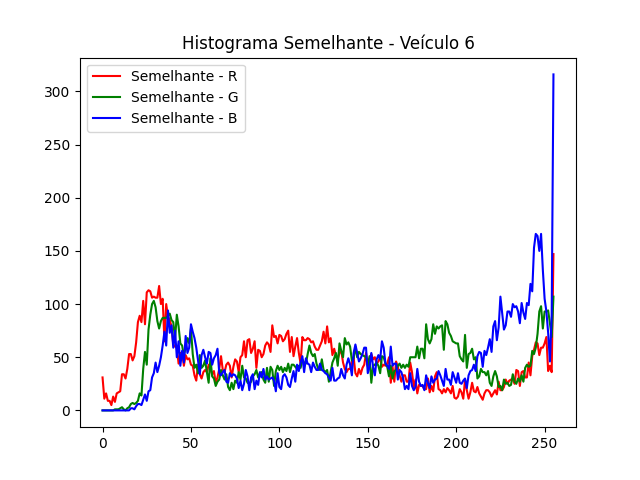 Histograma Semelhante - Veículo 6
Semelhante - R
Semelhante - G
Semelhante - B
300
250
200
150
100
50
0
0 50 100 150 200 250